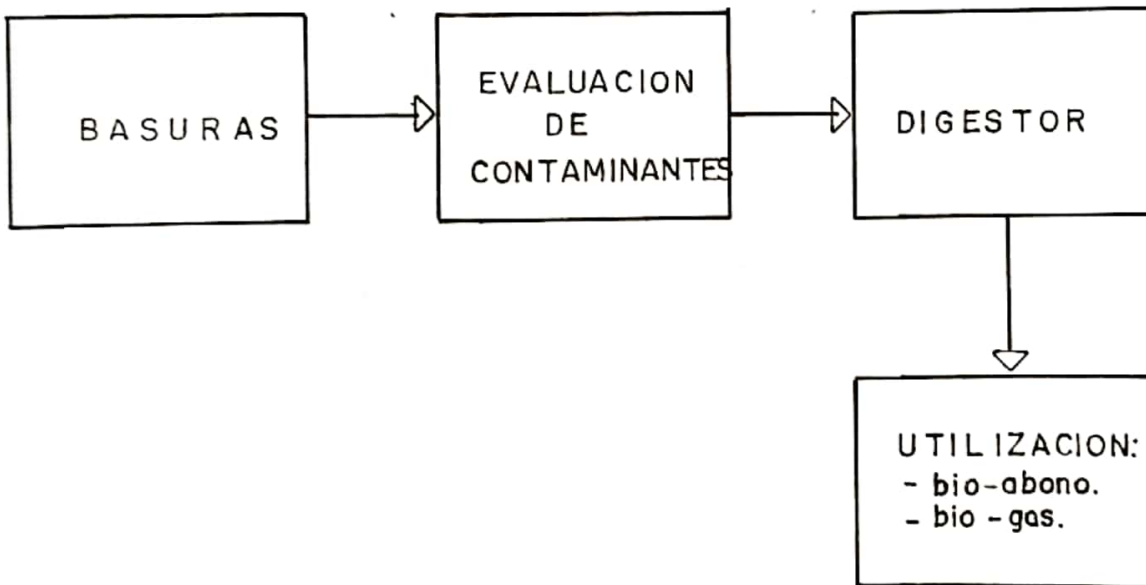 BASURAS
EVALUACION
DE
CONTAMINANTES
DIGESTOR
UTILIZACION:
- bio-abono.
- bio-gas.